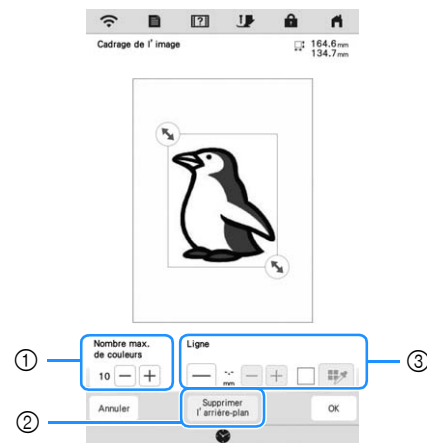 Cadrage de l'image
164.6mm
134.7mm
Nombre max.
de couleurs
Ligne
① 10 − + -.- mm − + ③
Annuler
Supprimer
l'arrière-plan
OK
②